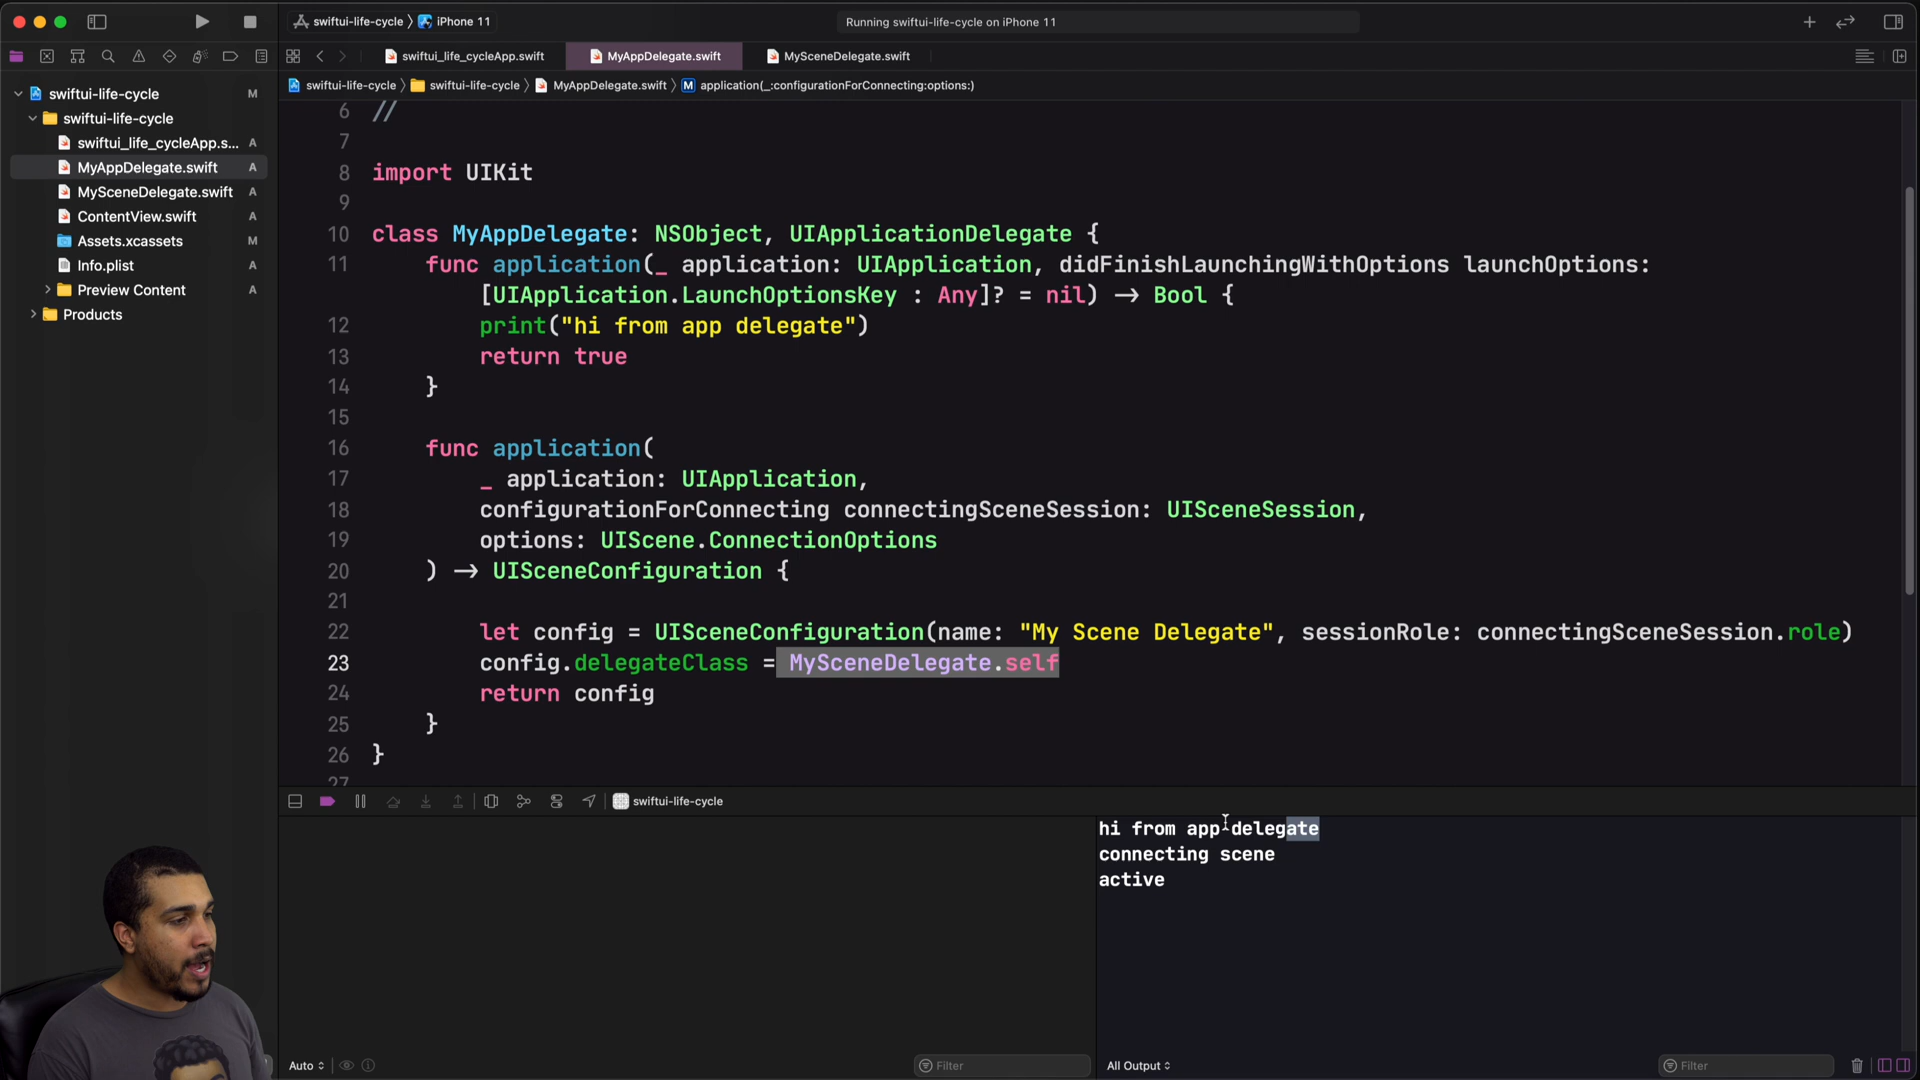 swiftui-life-cycle iPhone 11
Running swiftui-life-cycle on iPhone 11
swiftui_life_cycleApp.swift
MyAppDelegate.swift
MySceneDelegate.swift
swiftui-life-cycle swiftui-life-cycle MyAppDelegate.swift M application(_:configurationForConnecting:options:)
swiftui-life-cycle M
swiftui-life-cycle
swiftui_life_cycleApp.s... A
MyAppDelegate.swift A
MySceneDelegate.swift A
ContentView.swift A
Assets.xcassets M
Info.plist A
Preview Content A
Products
6 //
7
8 import UIKit
9
10 class MyAppDelegate: NSObject, UIApplicationDelegate {
11 func application(_ application: UIApplication, didFinishLaunchingWithOptions launchOptions:
[UIApplication.LaunchOptionsKey : Any]? = nil) -> Bool {
12 print("hi from app delegate")
13 return true
14 }
15
16 func application(
17 _ application: UIApplication,
18 configurationForConnecting connectingSceneSession: UISceneSession,
19 options: UIScene.ConnectionOptions
20 ) -> UISceneConfiguration {
21
22 let config = UISceneConfiguration(name: "My Scene Delegate", sessionRole: connectingSceneSession.role)
23 config.delegateClass = MySceneDelegate.self
24 return config
25 }
26 }
27
swiftui-life-cycle
hi from app delegate
connecting scene
active
Auto
Filter
All Output
Filter